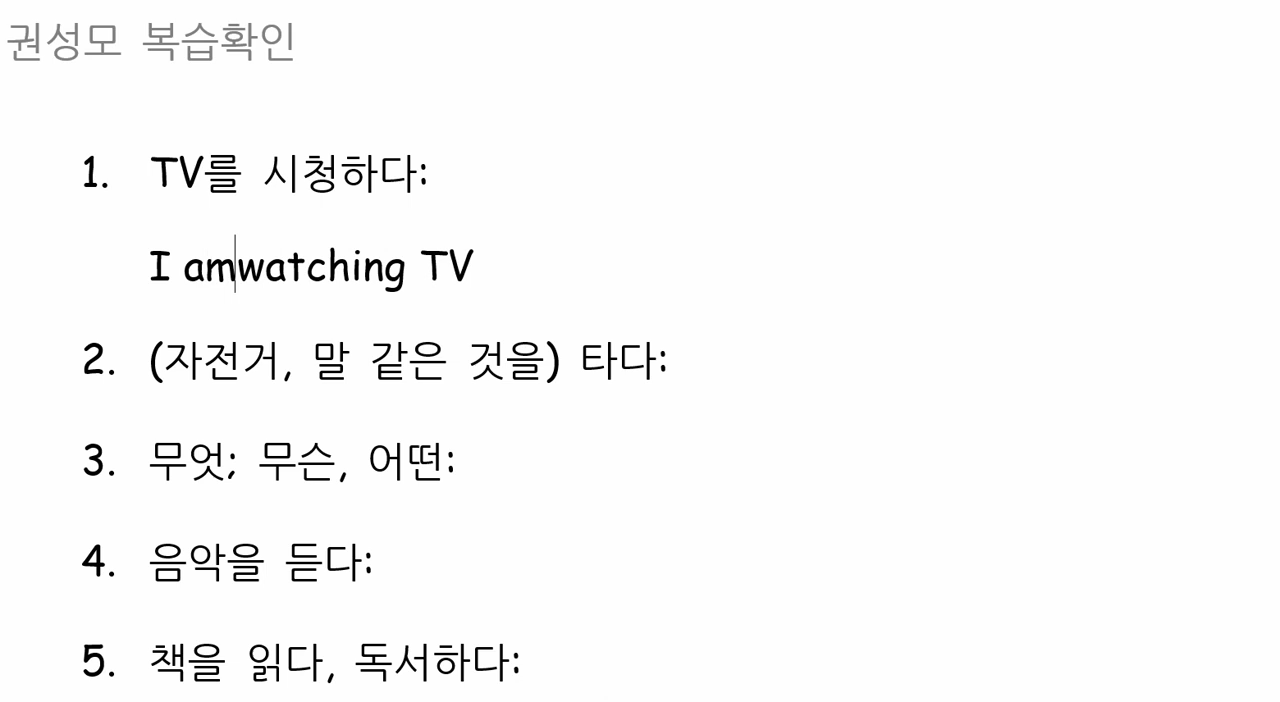 권성모 복습확인
1. TV를 시청하다:
I amwatching TV
2. (자전거, 말 같은 것을) 타다:
3. 무엇; 무슨, 어떤:
4. 음악을 듣다:
5. 책을 읽다, 독서하다: